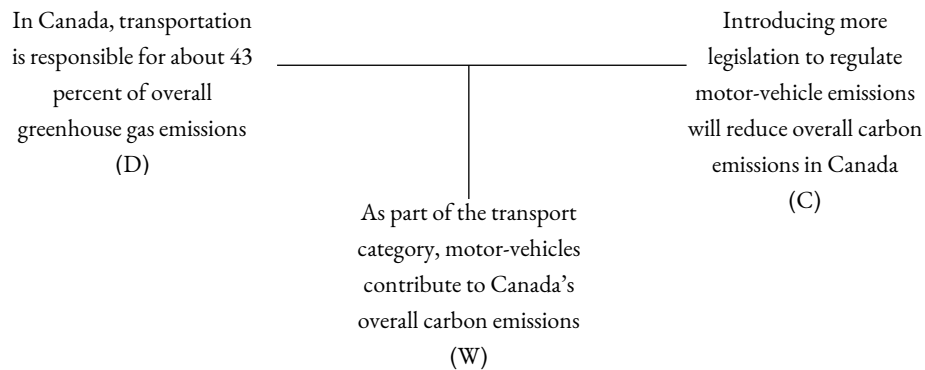 In Canada, transportation
is responsible for about 43
percent of overall
greenhouse gas emissions
(D)
Introducing more
legislation to regulate
motor-vehicle emissions
will reduce overall carbon
emissions in Canada
(C)
As part of the transport
category, motor-vehicles
contribute to Canada’s
overall carbon emissions
(W)